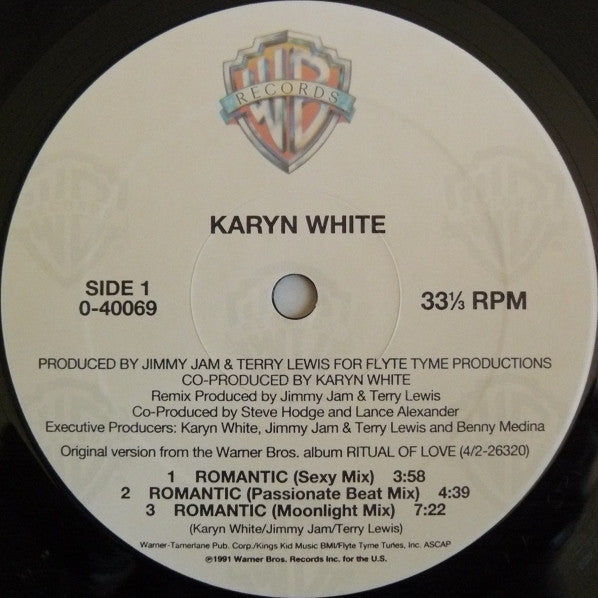 WB
RECORDS
KARYN WHITE
SIDE 1
0-40069
33⅓ RPM
PRODUCED BY JIMMY JAM & TERRY LEWIS FOR FLYTE TYME PRODUCTIONS
CO-PRODUCED BY KARYN WHITE
Remix Produced by Jimmy Jam & Terry Lewis
Co-Produced by Steve Hodge and Lance Alexander
Executive Producers: Karyn White, Jimmy Jam & Terry Lewis and Benny Medina
Original version from the Warner Bros. album RITUAL OF LOVE (4/2-26320)
1 ROMANTIC (Sexy Mix) 3:58
2 ROMANTIC (Passionate Beat Mix) 4:39
3 ROMANTIC (Moonlight Mix) 7:22
(Karyn White/Jimmy Jam/Terry Lewis)
Warner-Tamerlane Pub. Corp./Kings Kid Music BMI/Flyte Tyme Tunes, Inc. ASCAP
℗1991 Warner Bros. Records Inc. for the U.S.